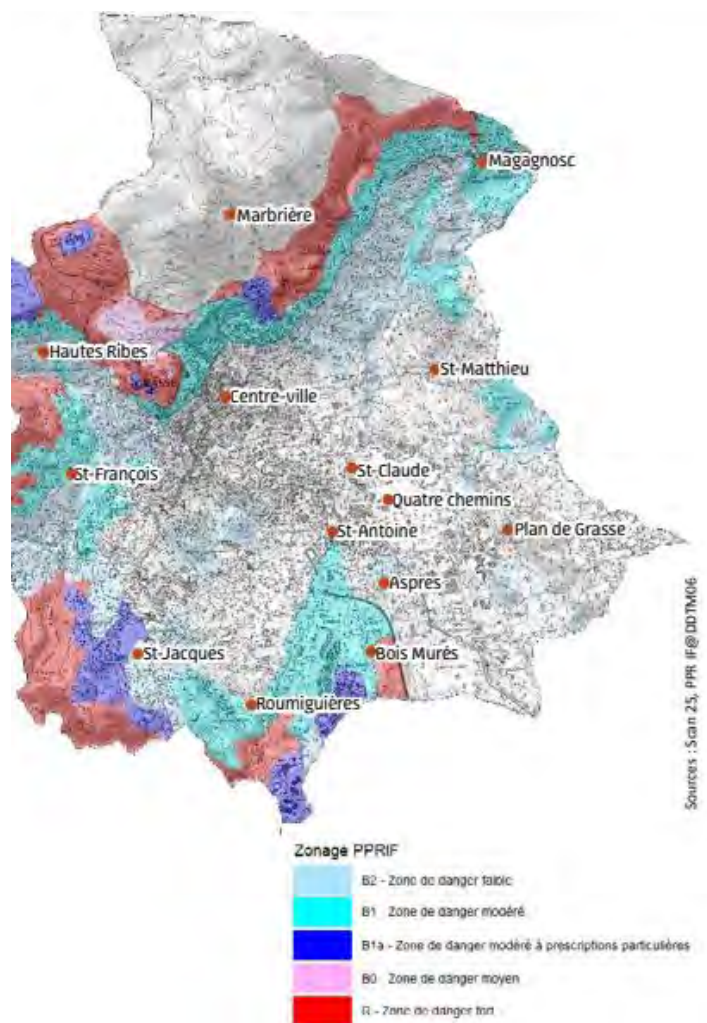 Magagnosc
Marbrière
Hautes Ribes
St-Matthieu
Centre-ville
St-Claude
St-François
Quatre chemins
St-Antoine
Plan de Grasse
Aspres
St-Jacques
Bois Murés
Roumiguières
Sources : Scan 25, PPR IF@DDTM06
Zonage PPRIF
B2 - Zone de danger faible
B1 Zone de danger modéré
B1a - Zone de danger modéré à prescriptions particulières
B0 Zone de danger moyen
R - Zone de danger fort